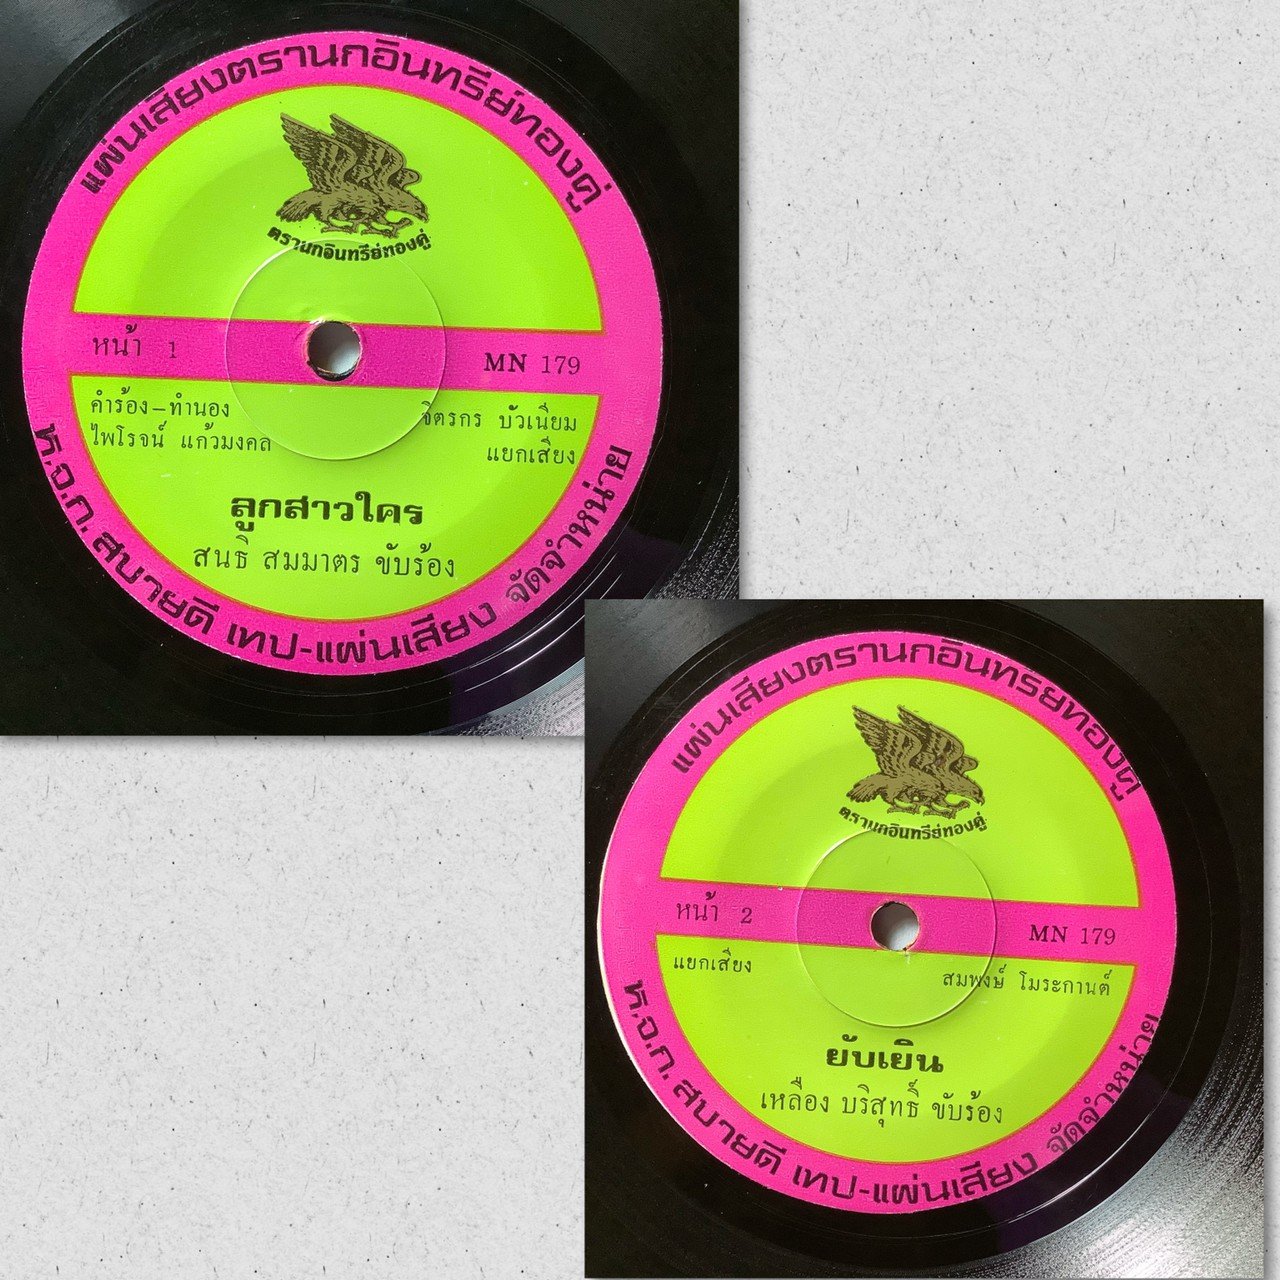 แผ่นเสียงตรานกอินทรีย์ทองคู่
ตรานกอินทรีย์ทองคู่
หน้า 1
MN 179
คำร้อง–ทำนอง
ไพโรจน์ แก้วมงคล
จิตรกร บัวเนียม
แยกเสียง
ลูกสาวใคร
สนธิ์ สมมาตร ขับร้อง
ห.จ.ก. สบายดี เทป-แผ่นเสียง จัดจำหน่าย
แผ่นเสียงตรานกอินทรีย์ทองคู่
ตรานกอินทรีย์ทองคู่
หน้า 2
MN 179
แยกเสียง
สมพงษ์ โมระกานต์
ยับเยิน
เหลือง บริสุทธิ์ ขับร้อง
ห.จ.ก. สบายดี เทป-แผ่นเสียง จัดจำหน่าย